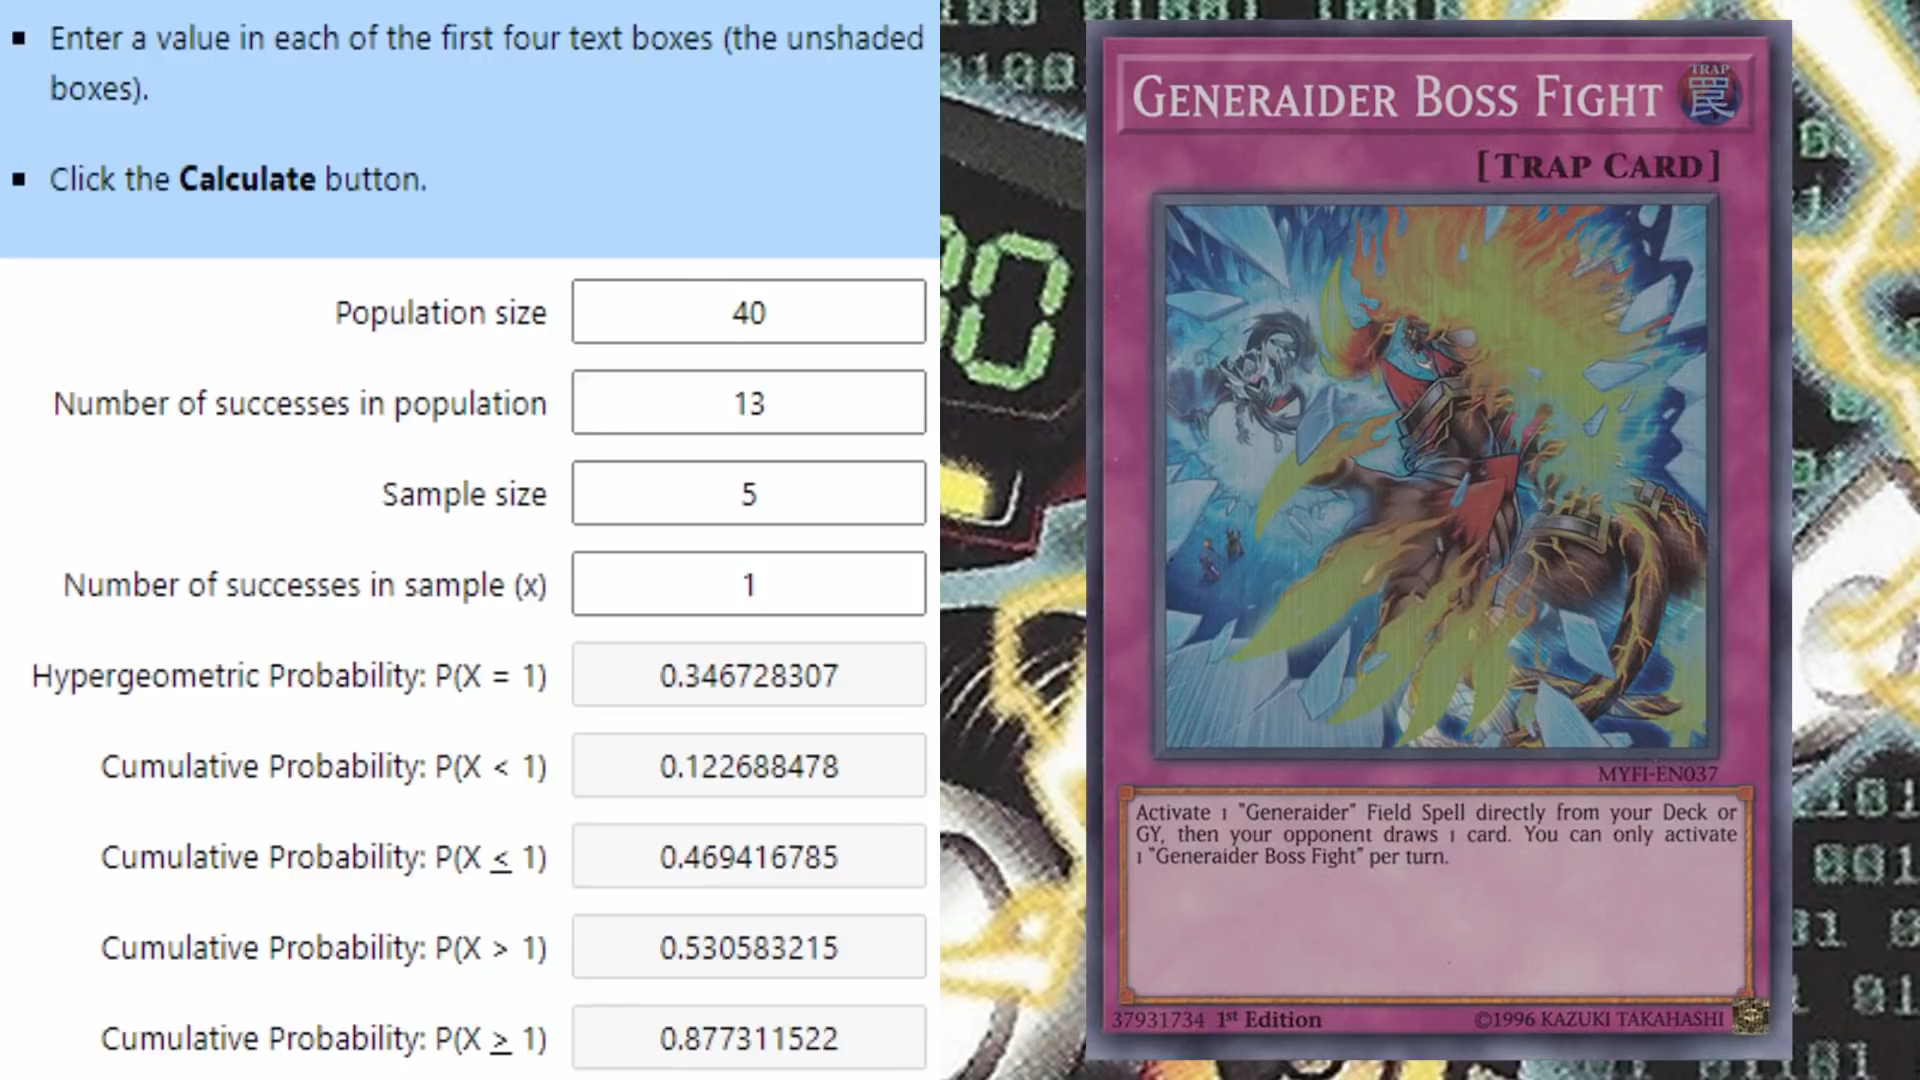 Enter a value in each of the first four text boxes (the unshaded
boxes).
Click the Calculate button.
Population size 40
Number of successes in population 13
Sample size 5
Number of successes in sample (x) 1
Hypergeometric Probability: P(X = 1) 0.346728307
Cumulative Probability: P(X < 1) 0.122688478
Cumulative Probability: P(X ≤ 1) 0.469416785
Cumulative Probability: P(X > 1) 0.530583215
Cumulative Probability: P(X ≥ 1) 0.877311522
GENERAIDER BOSS FIGHT
TRAP
罠
[TRAP CARD]
MYFI-EN037
Activate 1 "Generaider" Field Spell directly from your Deck or
GY, then your opponent draws 1 card. You can only activate
1 "Generaider Boss Fight" per turn.
37931734 1st Edition ©1996 KAZUKI TAKAHASHI